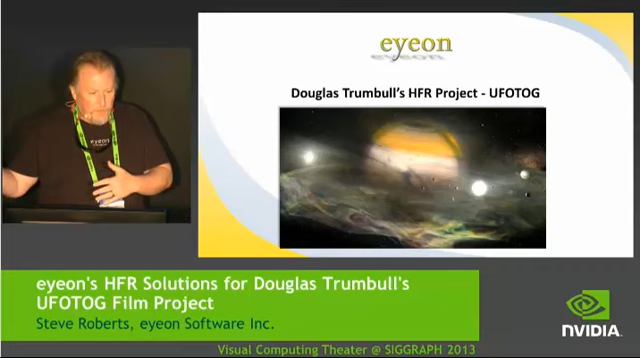 eyeon
Douglas Trumbull's HFR Project - UFOTOG
eyeon
eyeon's HFR Solutions for Douglas Trumbull's
UFOTOG Film Project
Steve Roberts, eyeon Software Inc.
NVIDIA.
Visual Computing Theater @ SIGGRAPH 2013